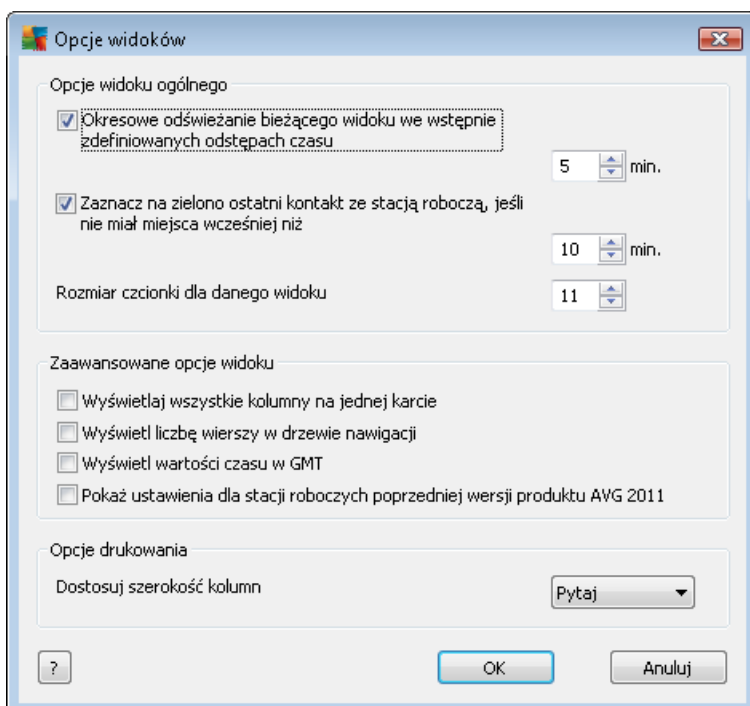 Opcje widoków
Opcje widoku ogólnego
Okresowe odświeżanie bieżącego widoku we wstępnie
zdefiniowanych odstępach czasu
5 min.
Zaznacz na zielono ostatni kontakt ze stacją roboczą, jeśli
nie miał miejsca wcześniej niż
10 min.
Rozmiar czcionki dla danego widoku 11
Zaawansowane opcje widoku
Wyświetlaj wszystkie kolumny na jednej karcie
Wyświetl liczbę wierszy w drzewie nawigacji
Wyświetl wartości czasu w GMT
Pokaż ustawienia dla stacji roboczych poprzedniej wersji produktu AVG 2011
Opcje drukowania
Dostosuj szerokość kolumn Pytaj
? OK Anuluj